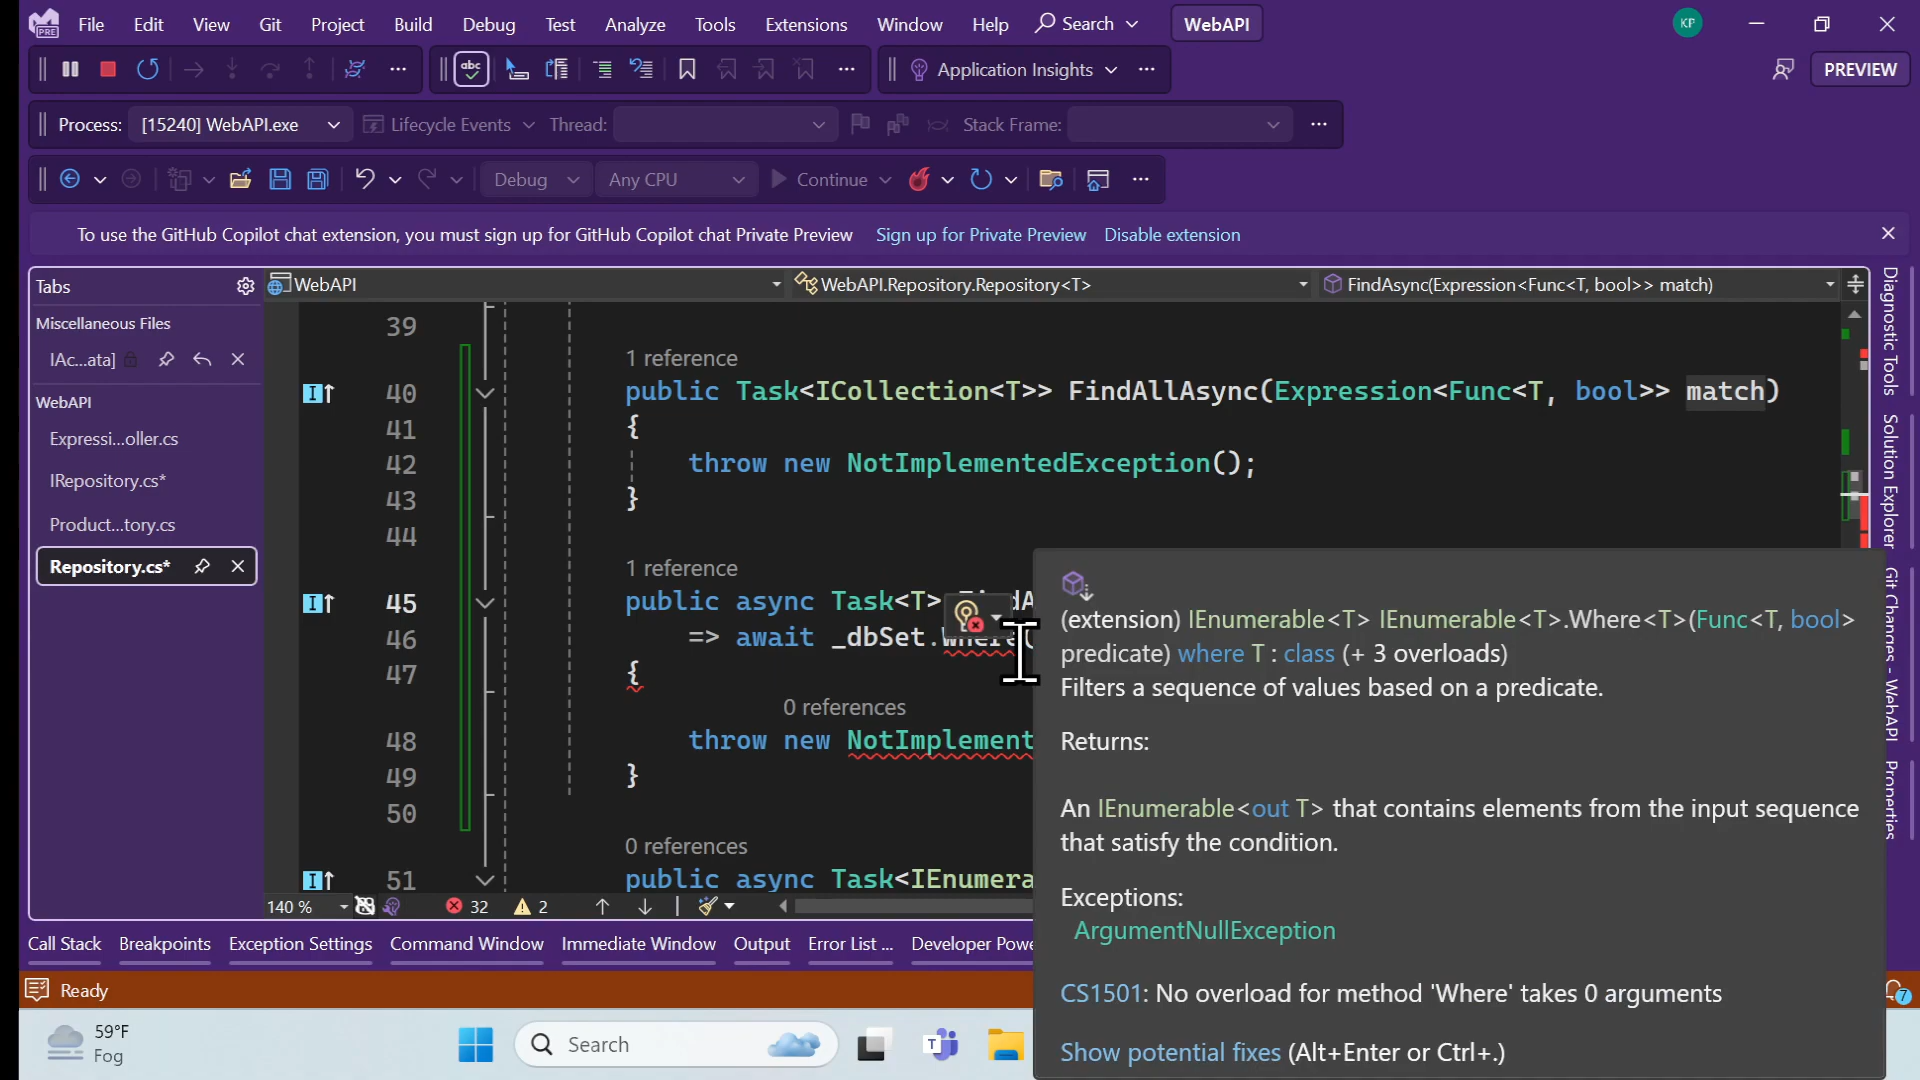 File Edit View Git Project Build Debug Test Analyze Tools Extensions Window Help Search WebAPI KP
abc Application Insights PREVIEW
Process: [15240] WebAPI.exe Lifecycle Events Thread: Stack Frame:
Debug Any CPU Continue
To use the GitHub Copilot chat extension, you must sign up for GitHub Copilot chat Private Preview Sign up for Private Preview Disable extension
Tabs
Miscellaneous Files
IAc...ata]
WebAPI
Expressi...oller.cs
IRepository.cs*
Product...tory.cs
Repository.cs*
WebAPI WebAPI.Repository.Repository<T> FindAsync(Expression<Func<T, bool>> match)
39
1 reference
40 public Task<ICollection<T>> FindAllAsync(Expression<Func<T, bool>> match)
41 {
42 throw new NotImplementedException();
43 }
44
1 reference
45 public async Task<T>
46 => await _dbSet.Where(
47 {
0 references
48 throw new NotImplement
49 }
50
0 references
51 public async Task<IEnumera
(extension) IEnumerable<T> IEnumerable<T>.Where<T>(Func<T, bool>
predicate) where T : class (+ 3 overloads)
Filters a sequence of values based on a predicate.
Returns:
An IEnumerable<out T> that contains elements from the input sequence
that satisfy the condition.
Exceptions:
ArgumentNullException
CS1501: No overload for method 'Where' takes 0 arguments
Show potential fixes (Alt+Enter or Ctrl+.)
Diagnostic Tools
Solution Explorer
Git Changes - WebAPI
Properties
140 % 32 2
Call Stack Breakpoints Exception Settings Command Window Immediate Window Output Error List ... Developer Powe
Ready
7
59°F
Fog
Search